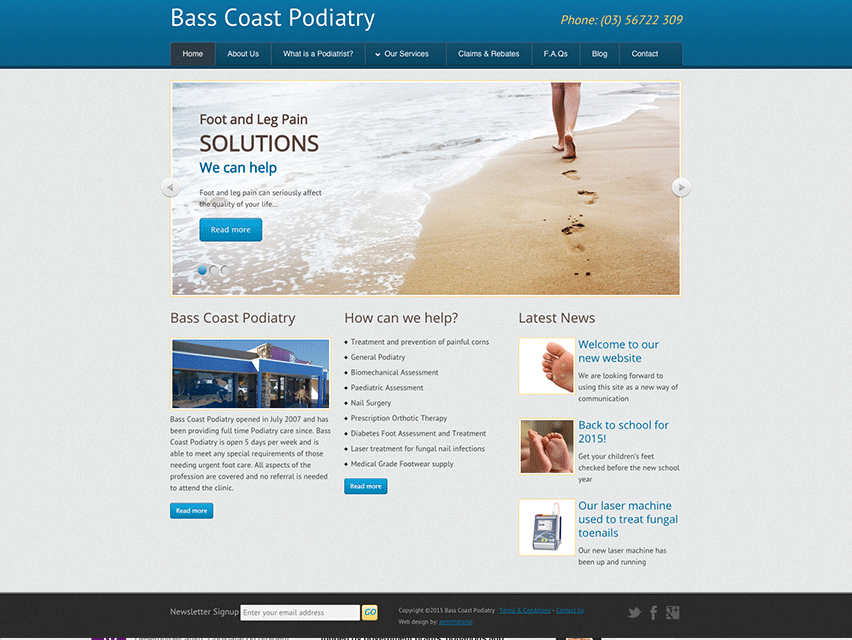 Bass Coast Podiatry
Phone: (03) 56722 309
Home
About Us
What is a Podiatrist?
Our Services
Claims & Rebates
F.A.Qs
Blog
Contact
Foot and Leg Pain
SOLUTIONS
We can help
Foot and leg pain can seriously affect
the quality of your life...
Read more
Bass Coast Podiatry
Bass Coast Podiatry opened in July 2007 and has
been providing full time Podiatry care since. Bass
Coast Podiatry is open 5 days per week and is
able to meet any special requirements of those
needing urgent foot care. All aspects of the
profession are covered and no referral is needed
to attend the clinic.
Read more
How can we help?
Treatment and prevention of painful corns
General Podiatry
Biomechanical Assessment
Paediatric Assessment
Nail Surgery
Prescription Orthotic Therapy
Diabetes Foot Assessment and Treatment
Laser treatment for fungal nail infections
Medical Grade Footwear supply
Read more
Latest News
Welcome to our
new website
We are looking forward to
using this site as a new way of
communication
Back to school for
2015!
Get your children's feet
checked before the new school
year
Our laser machine
used to treat fungal
toenails
Our new laser machine has
been up and running
Newsletter Signup
Enter your email address
GO
Copyright ©2015 Bass Coast Podiatry Terms & Conditions • Contact Us
Web design by: